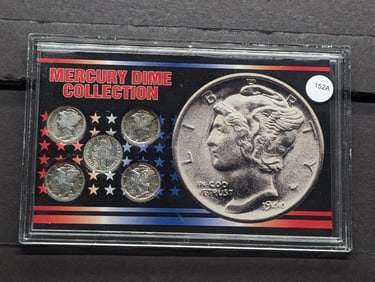 MERCURY DIME
COLLECTION
152A
LIBERTY
IN GOD
WE TRUST